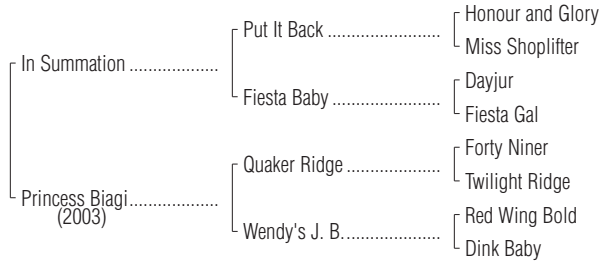 Honour and Glory
Put It Back ......................
Miss Shoplifter
In Summation ..................
Dayjur
Fiesta Baby .....................
Fiesta Gal
Forty Niner
Quaker Ridge ..................
Twilight Ridge
Princess Biagi..................
(2003)
Red Wing Bold
Wendy's J. B...................
Dink Baby